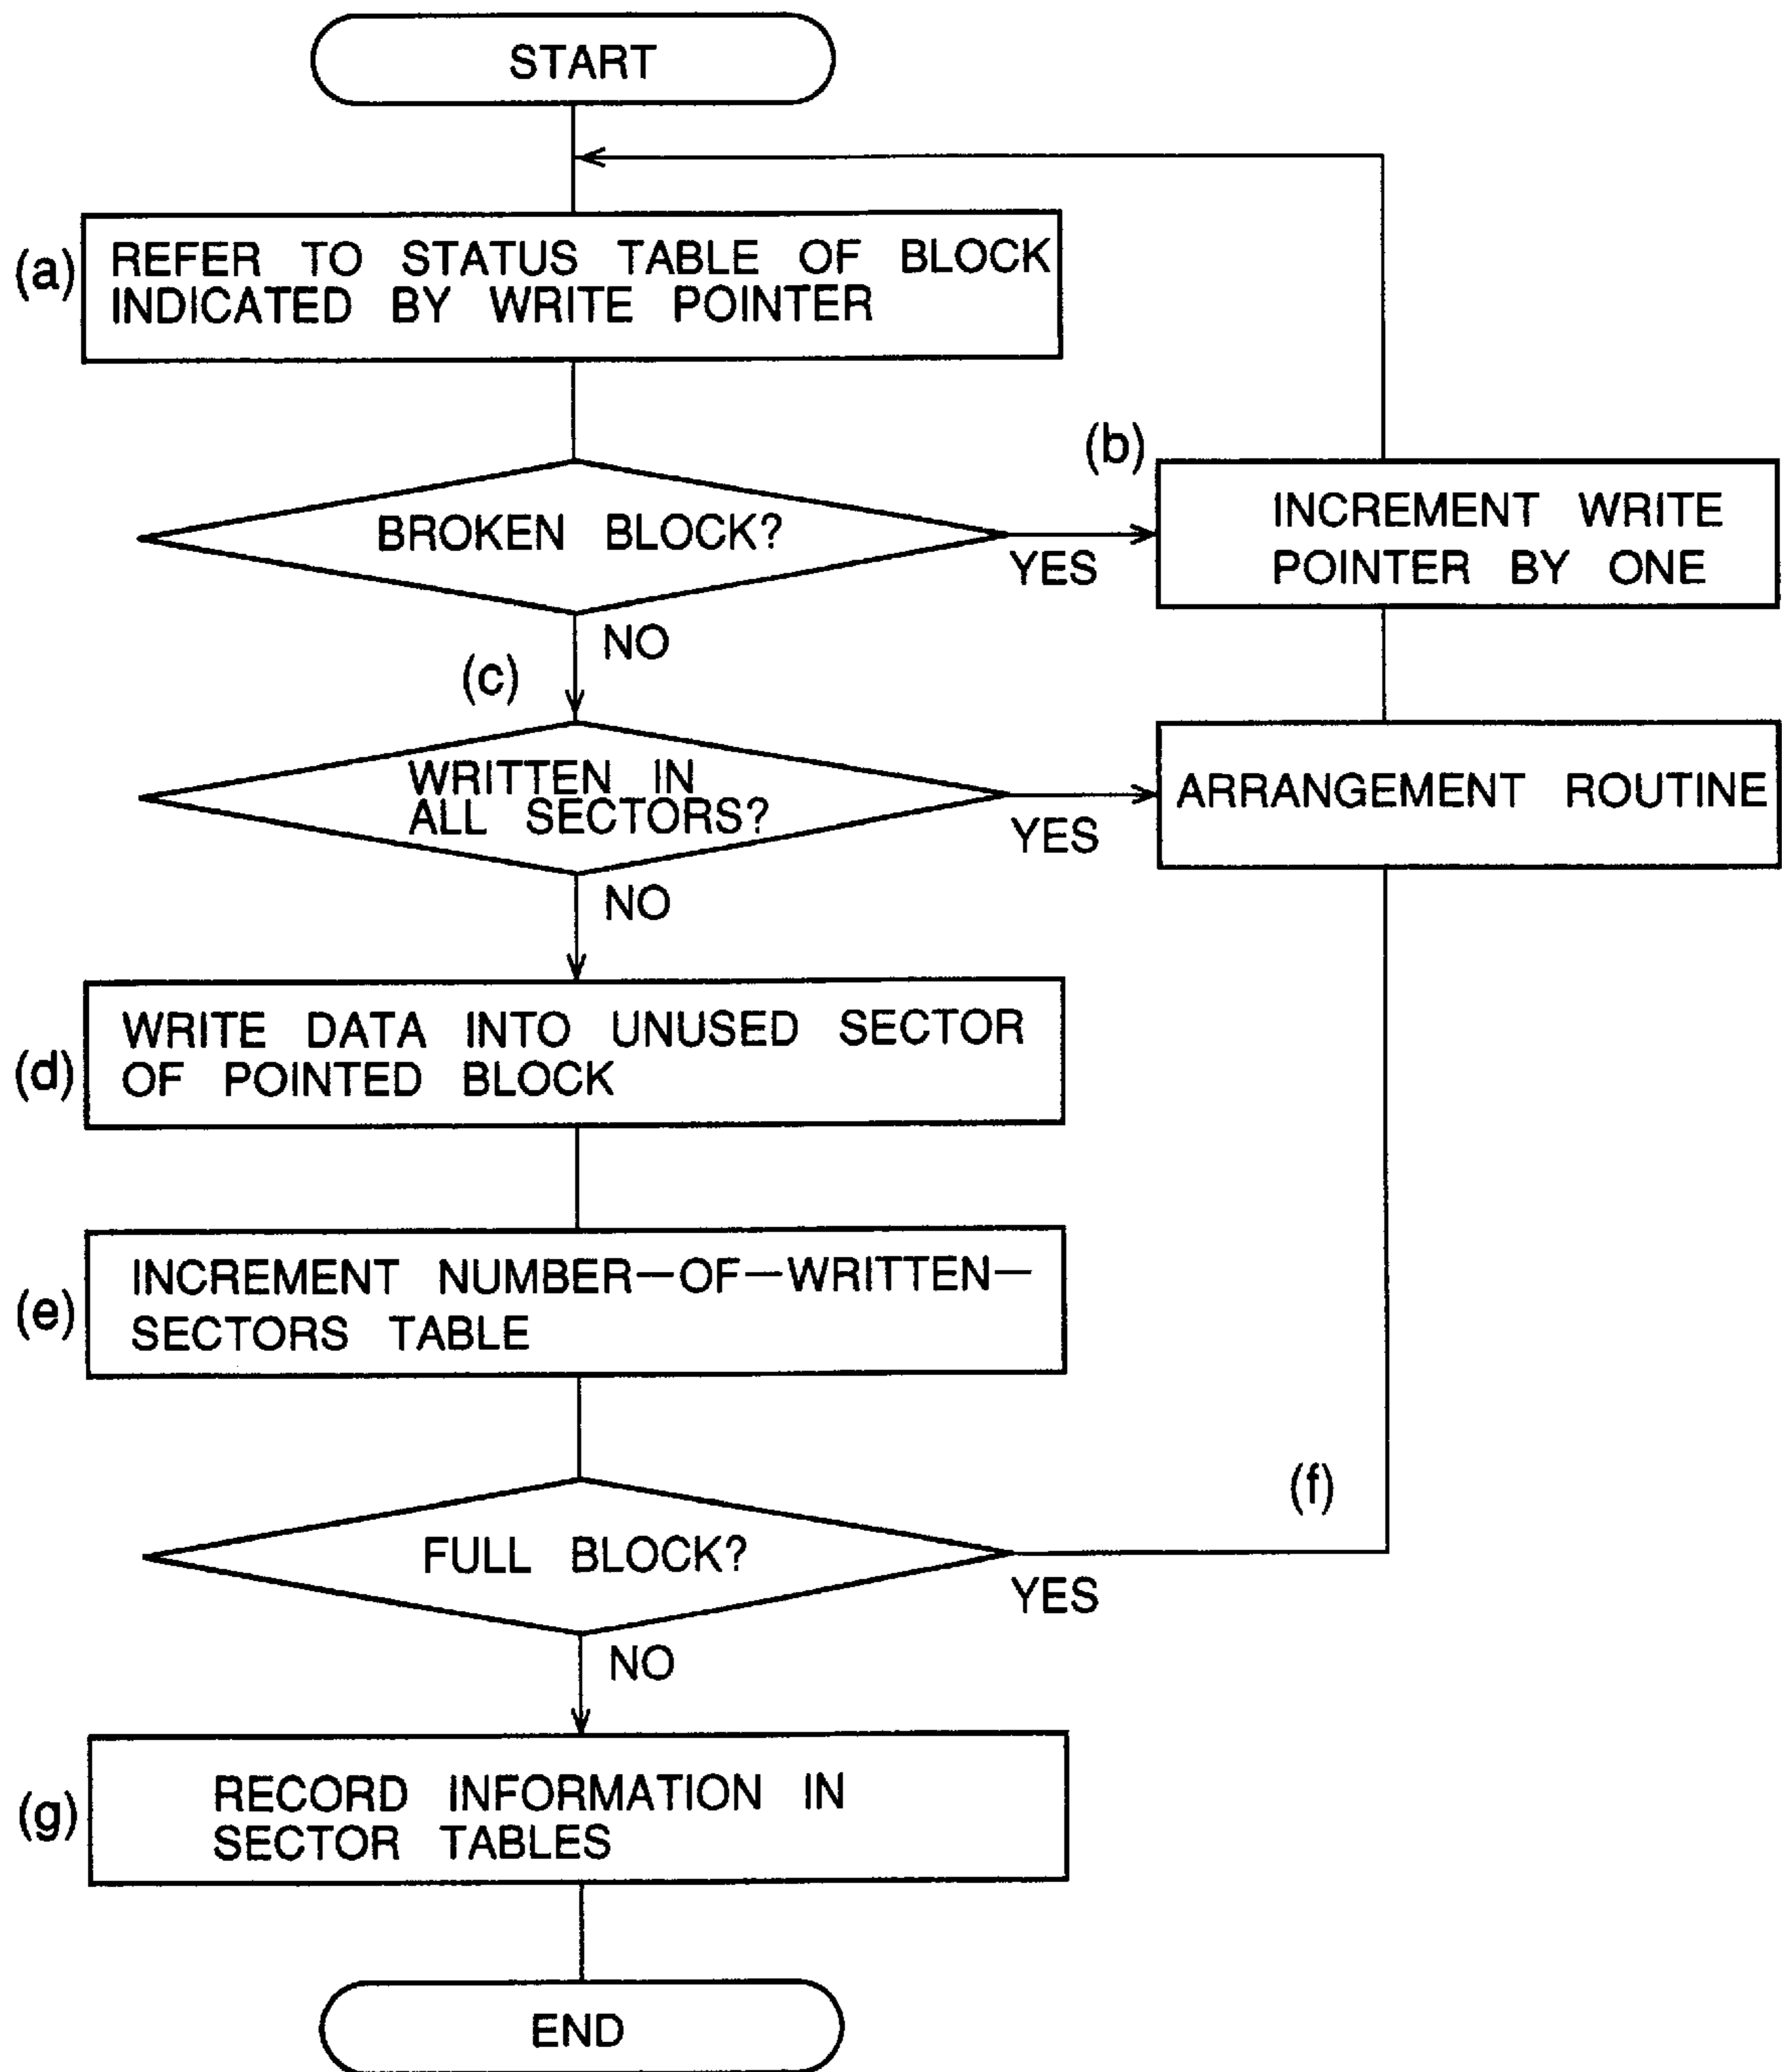 START
(a)
REFER TO STATUS TABLE OF BLOCK
INDICATED BY WRITE POINTER
BROKEN BLOCK?
YES
NO
(b)
INCREMENT WRITE
POINTER BY ONE
(c)
WRITTEN IN
ALL SECTORS?
YES
NO
ARRANGEMENT ROUTINE
(d)
WRITE DATA INTO UNUSED SECTOR
OF POINTED BLOCK
(e)
INCREMENT NUMBER—OF—WRITTEN—
SECTORS TABLE
FULL BLOCK?
YES
(f)
NO
(g)
RECORD INFORMATION IN
SECTOR TABLES
END